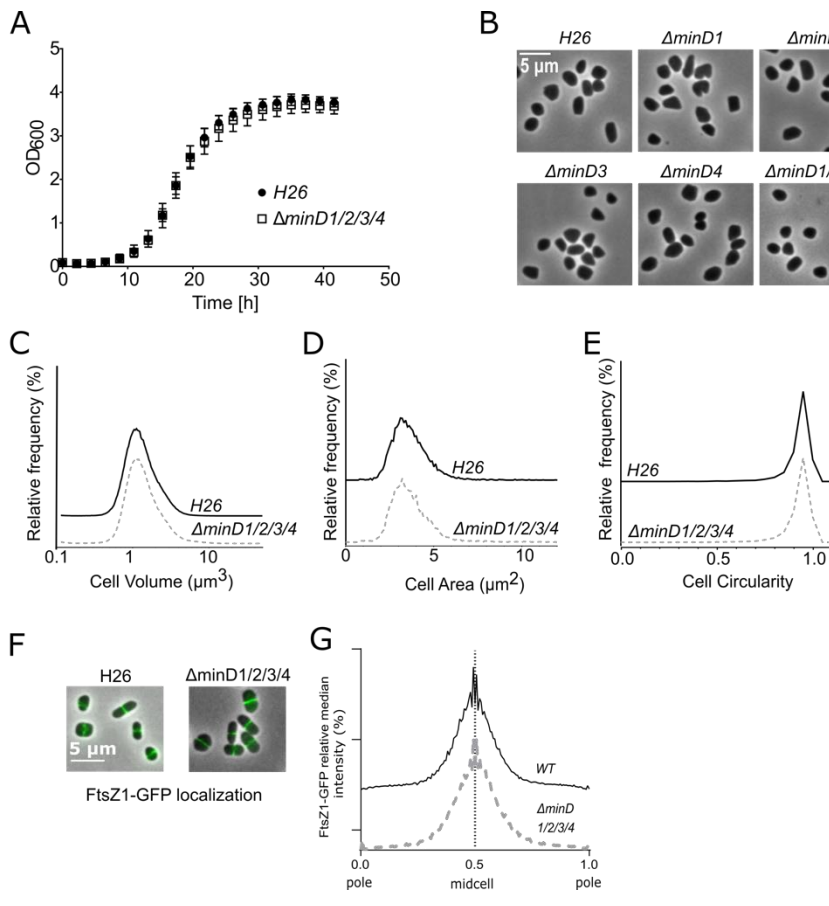 A
OD600
5
4
3
2
1
0
0 10 20 30 40 50
Time [h]
H26
ΔminD1/2/3/4
B
H26 ΔminD1
5 μm
ΔminD3 ΔminD4 ΔminD1/
C
Relative frequency (%)
H26
ΔminD1/2/3/4
0.1 1 10
Cell Volume (μm3)
D
Relative frequency (%)
H26
ΔminD1/2/3/4
0 5 10
Cell Area (μm2)
E
Relative frequency (%)
H26
ΔminD1/2/3/4
0.0 0.5 1.0
Cell Circularity
F
H26 ΔminD1/2/3/4
5 μm
FtsZ1-GFP localization
G
FtsZ1-GFP relative median
intensity (%)
WT
ΔminD
1/2/3/4
0.0 0.5 1.0
pole midcell pole